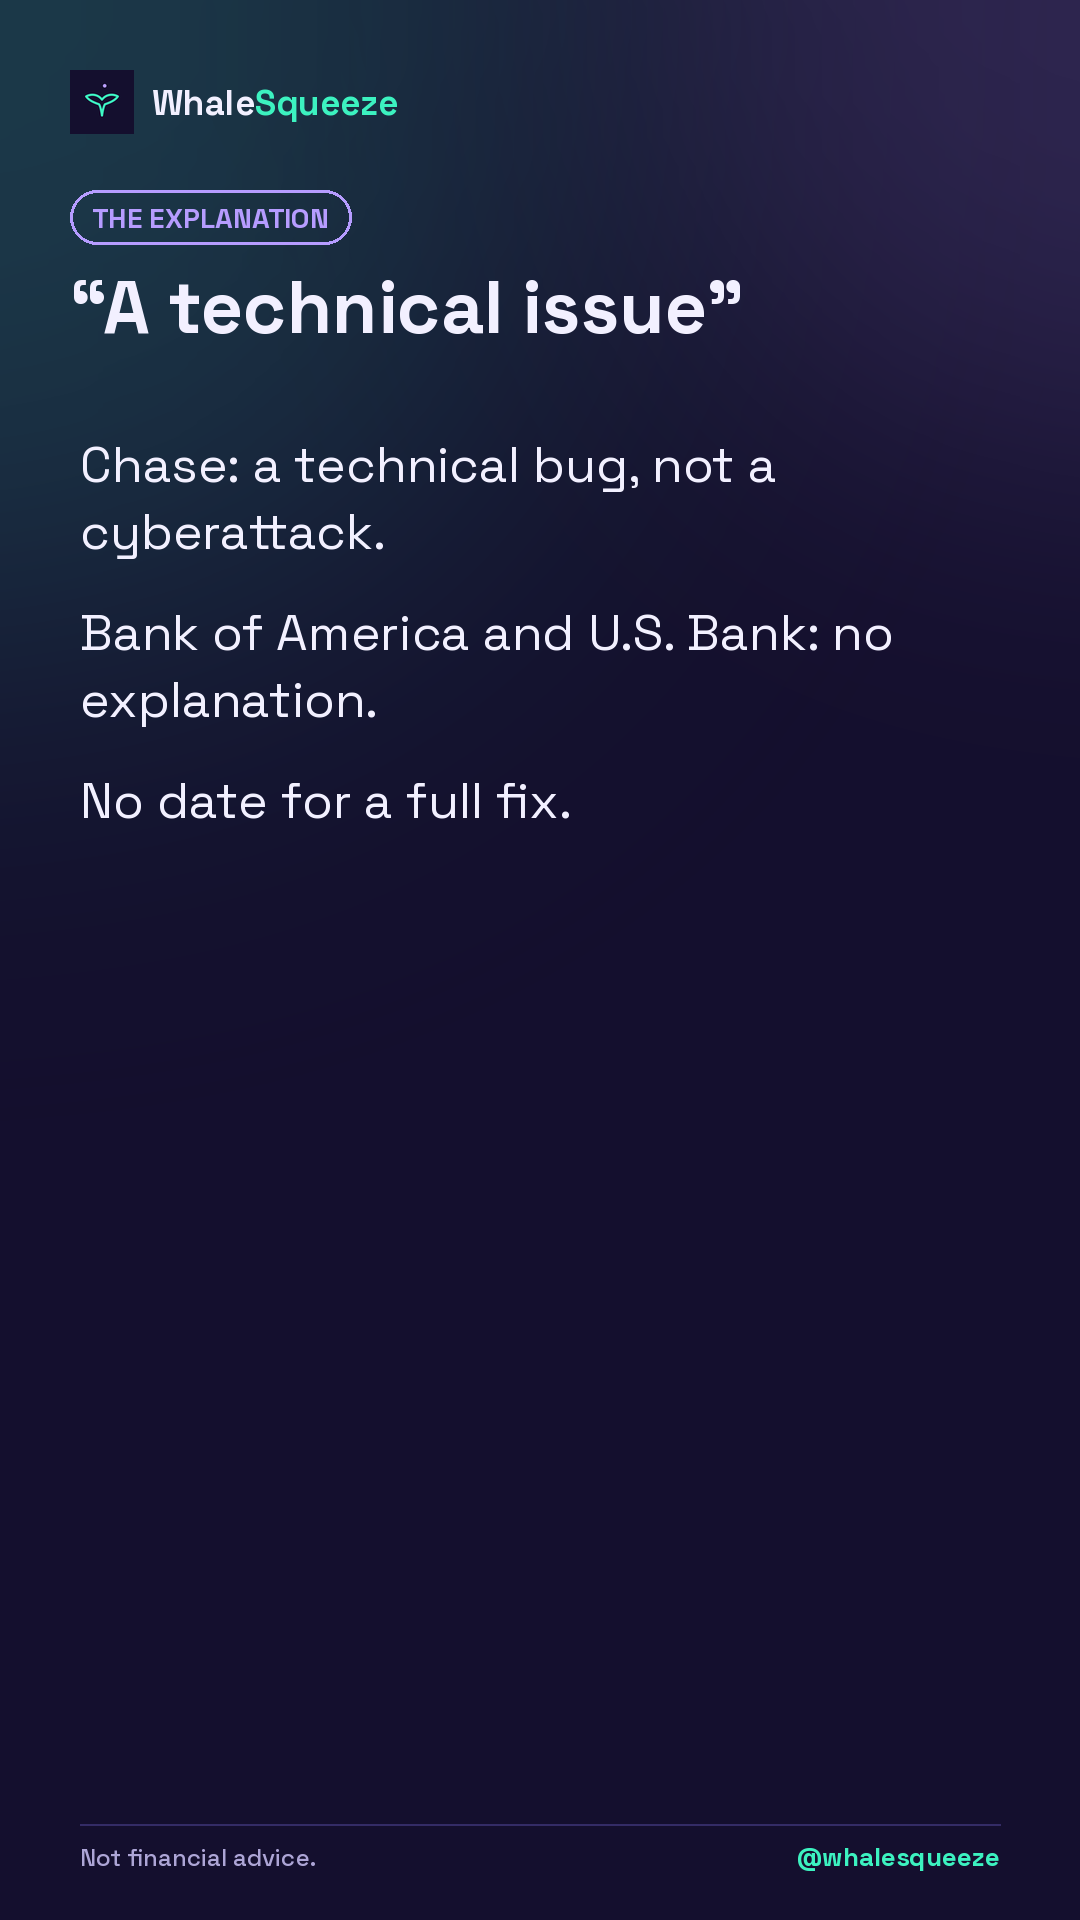 WhaleSqueeze
THE EXPLANATION
“A technical issue”
Chase: a technical bug, not a
cyberattack.
Bank of America and U.S. Bank: no
explanation.
No date for a full fix.
Not financial advice.
@whalesqueeze